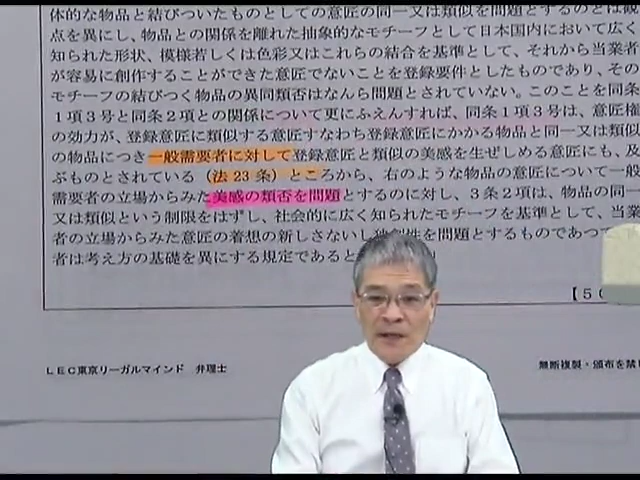 体的な物品と結びついたものとしての意匠の同一又は類似を問題とするのとは観
点を異にし、物品との関係を離れた抽象的なモチーフとして日本国内において広く
知られた形状、模様若しくは色彩又はこれらの結合を基準として、それから当業者
が容易に創作することができた意匠でないことを登録要件としたものであり、その
モチーフの結びつく物品の異同類否はなんら問題とされていない。このことを同条
１項３号と同条２項との関係について更にふえんすれば、同条１項３号は、意匠権
の効力が、登録意匠に類似する意匠すなわち登録意匠にかかる物品と同一又は類似
の物品につき一般需要者に対して登録意匠と類似の美感を生ぜしめる意匠にも、及
ぶものとされている（法23条）ところから、右のような物品の意匠について一般
需要者の立場からみた美感の類否を問題とするのに対し、３条２項は、物品の同一
又は類似という制限をはずし、社会的に広く知られたモチーフを基準として、当業
者の立場からみた意匠の着想の新しさないし独創性を問題とするものであって
者は考え方の基礎を異にする規定であると
【50
ＬＥＣ東京リーガルマインド　弁理士
無断複製・頒布を禁